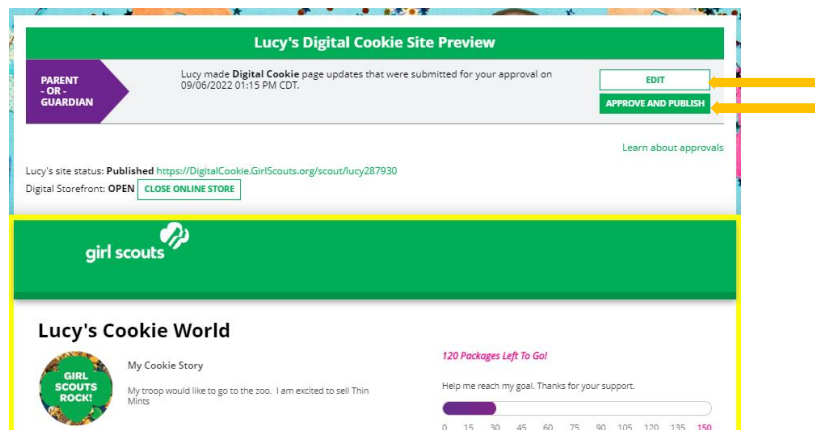 Lucy's Digital Cookie Site Preview
PARENT
- OR -
GUARDIAN
Lucy made Digital Cookie page updates that were submitted for your approval on
09/06/2022 01:15 PM CDT.
EDIT
APPROVE AND PUBLISH
Learn about approvals
Lucy's site status: Published https://DigitalCookie.GirlScouts.org/scout/lucy287930
Digital Storefront: OPEN CLOSE ONLINE STORE
girl scouts
Lucy's Cookie World
GIRL
SCOUTS
ROCK!
My Cookie Story
My troop would like to go to the zoo. I am excited to sell Thin
Mints
120 Packages Left To Go!
Help me reach my goal. Thanks for your support.
0 15 30 45 60 75 90 105 120 135 150